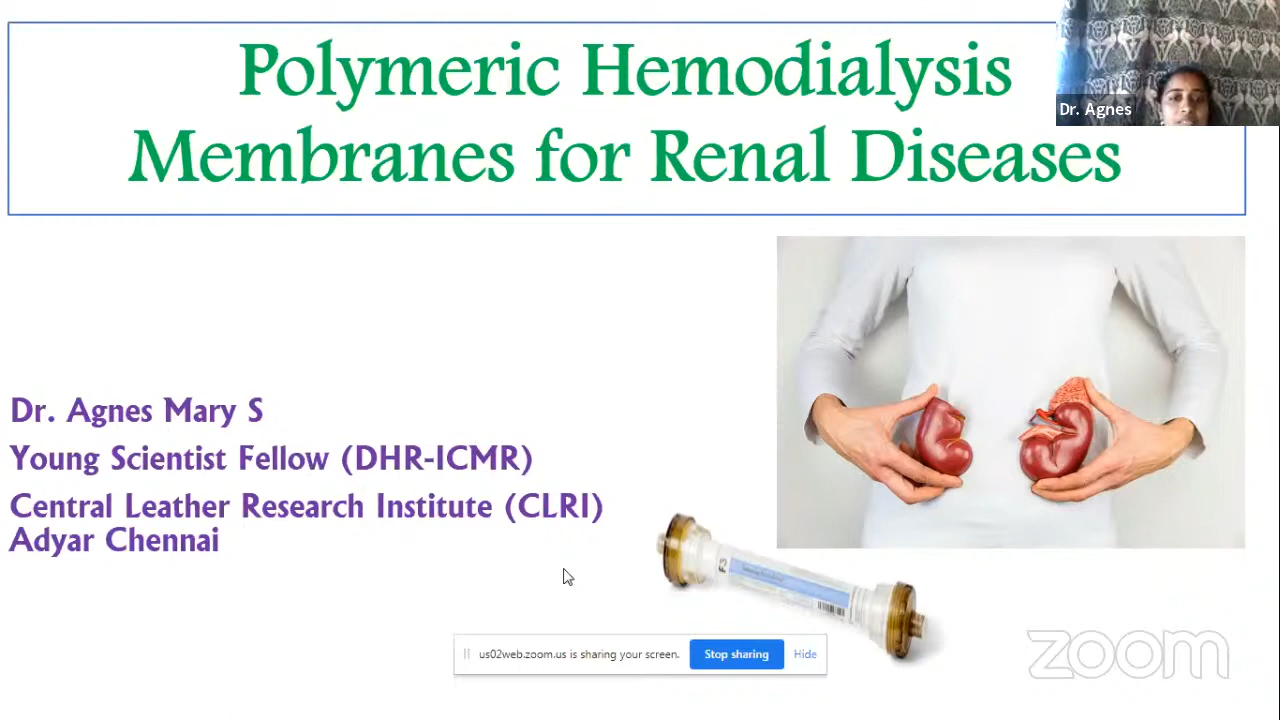 Polymeric Hemodialysis
Membranes for Renal Diseases
Dr. Agnes
Dr. Agnes Mary S
Young Scientist Fellow (DHR-ICMR)
Central Leather Research Institute (CLRI)
Adyar Chennai
F3
us02web.zoom.us is sharing your screen.
Stop sharing
Hide
zoom